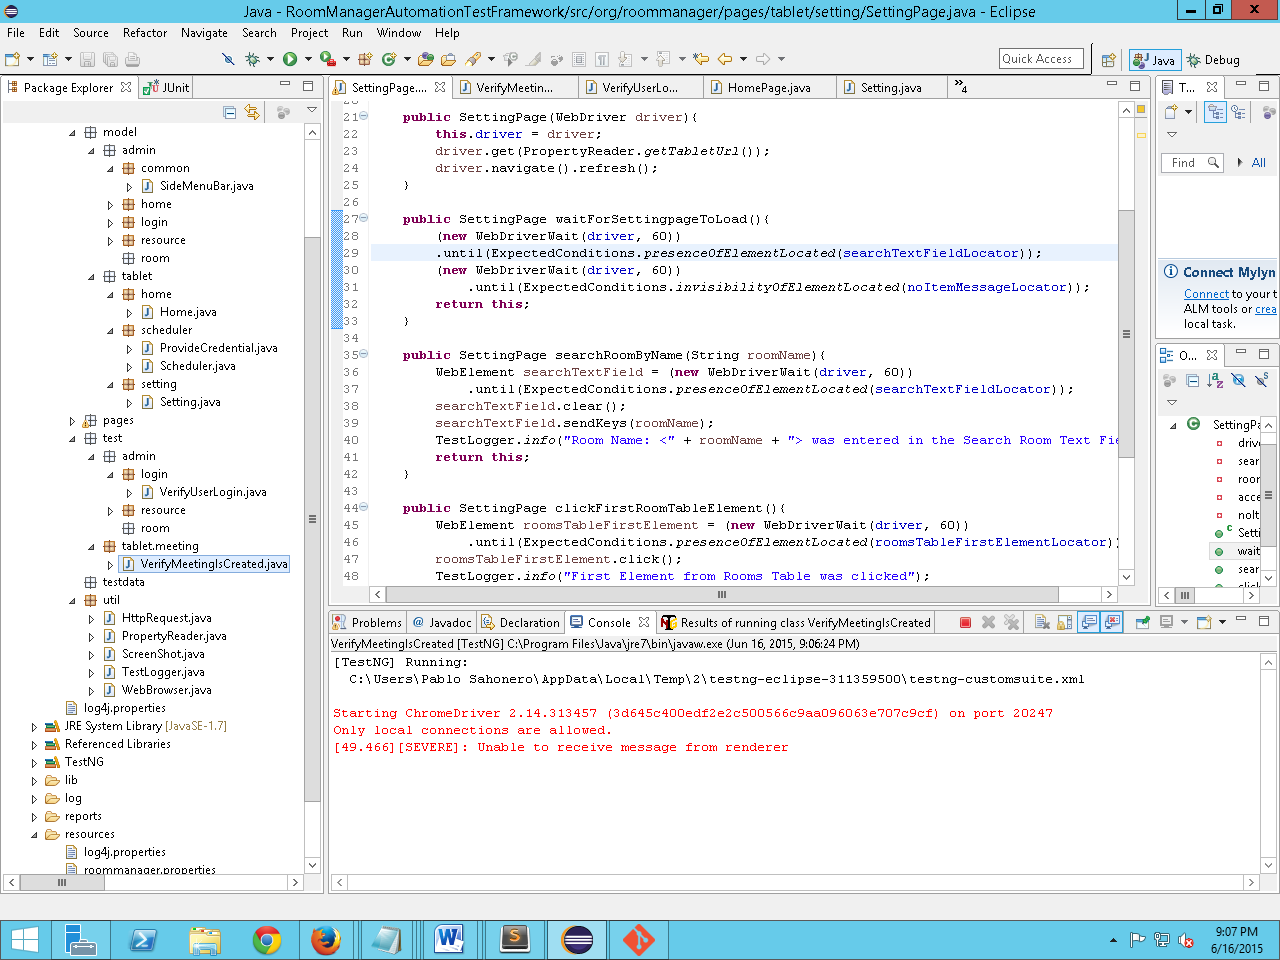 Java - RoomManagerAutomationTestFramework/src/org/roommanager/pages/tablet/setting/SettingPage.java - Eclipse
File Edit Source Refactor Navigate Search Project Run Window Help
Quick Access
Java
Debug
Package Explorer
JUnit
model
admin
common
SideMenuBar.java
home
login
resource
room
tablet
home
Home.java
scheduler
ProvideCredential.java
Scheduler.java
setting
Setting.java
pages
test
admin
login
VerifyUserLogin.java
resource
room
tablet.meeting
VerifyMeetingIsCreated.java
testdata
util
HttpRequest.java
PropertyReader.java
ScreenShot.java
TestLogger.java
WebBrowser.java
log4j.properties
JRE System Library [JavaSE-1.7]
Referenced Libraries
TestNG
lib
log
reports
resources
log4j.properties
roommanager.properties
SettingPage....
VerifyMeetin...
VerifyUserLo...
HomePage.java
Setting.java
»4
21 public SettingPage(WebDriver driver){
22 this.driver = driver;
23 driver.get(PropertyReader.getTabletUrl());
24 driver.navigate().refresh();
25 }
26
27 public SettingPage waitForSettingpageToLoad(){
28 (new WebDriverWait(driver, 60))
29 .until(ExpectedConditions.presenceOfElementLocated(searchTextFieldLocator));
30 (new WebDriverWait(driver, 60))
31 .until(ExpectedConditions.invisibilityOfElementLocated(noItemMessageLocator));
32 return this;
33 }
34
35 public SettingPage searchRoomByName(String roomName){
36 WebElement searchTextField = (new WebDriverWait(driver, 60))
37 .until(ExpectedConditions.presenceOfElementLocated(searchTextFieldLocator));
38 searchTextField.clear();
39 searchTextField.sendKeys(roomName);
40 TestLogger.info("Room Name: <" + roomName + "> was entered in the Search Room Text Fie
41 return this;
42 }
43
44 public SettingPage clickFirstRoomTableElement(){
45 WebElement roomsTableFirstElement = (new WebDriverWait(driver, 60))
46 .until(ExpectedConditions.presenceOfElementLocated(roomsTableFirstElementLocator))
47 roomsTableFirstElement.click();
48 TestLogger.info("First Element from Rooms Table was clicked");
T...
Find
All
Connect Mylyn
Connect to your t
ALM tools or crea
local task.
O...
SettingP
drive
sear
roor
acce
noIt
Setti
wait
sear
click
Problems
Javadoc
Declaration
Console
Results of running class VerifyMeetingIsCreated
VerifyMeetingIsCreated [TestNG] C:\Program Files\Java\jre7\bin\javaw.exe (Jun 16, 2015, 9:06:24 PM)
[TestNG] Running:
C:\Users\Pablo Sahonero\AppData\Local\Temp\2\testng-eclipse-311359500\testng-customsuite.xml
Starting ChromeDriver 2.14.313457 (3d645c400edf2e2c500566c9aa096063e707c9cf) on port 20247
Only local connections are allowed.
[49.466][SEVERE]: Unable to receive message from renderer
9:07 PM
6/16/2015